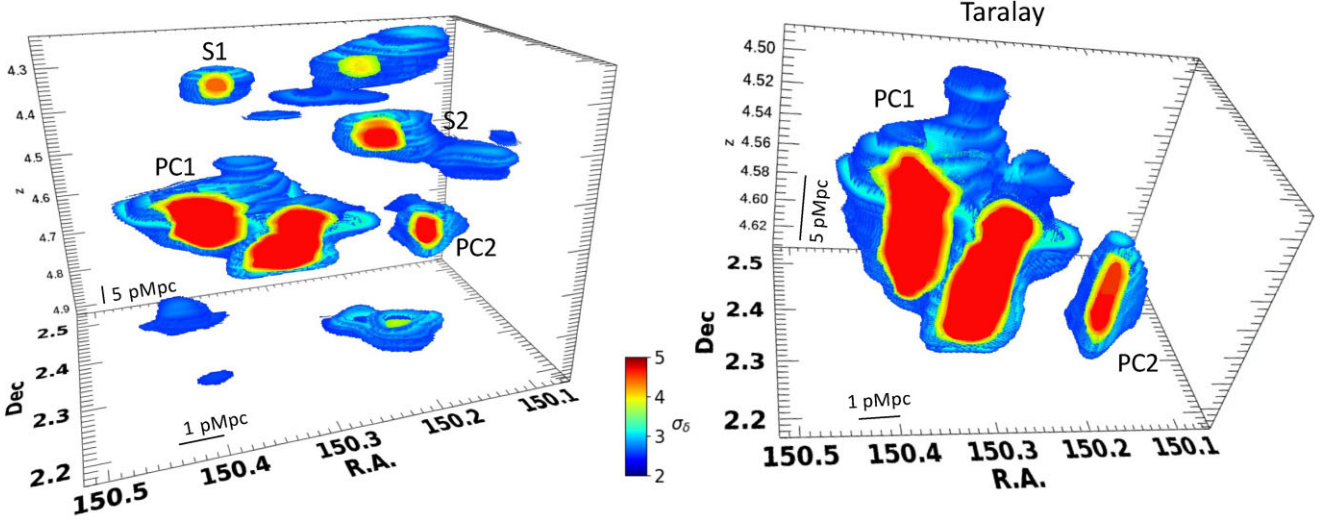 S1
S2
PC1
PC2
4.3
4.4
4.5
4.6
4.7
4.8
4.9
z
5 pMpc
2.5
2.4
2.3
2.2
Dec
1 pMpc
150.5
150.4
150.3
150.2
150.1
R.A.
5
4
3
2
σδ
Taralay
PC1
PC2
4.50
4.52
4.54
4.56
4.58
4.60
4.62
z
5 pMpc
2.5
2.4
2.3
2.2
Dec
1 pMpc
150.5
150.4
150.3
150.2
150.1
R.A.